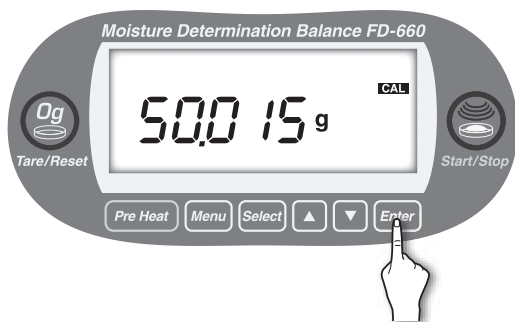 Moisture Determination Balance FD-660
CAL
50.015 g
0g
Tare/Reset
Start/Stop
Pre Heat Menu Select ▲ ▼ Enter